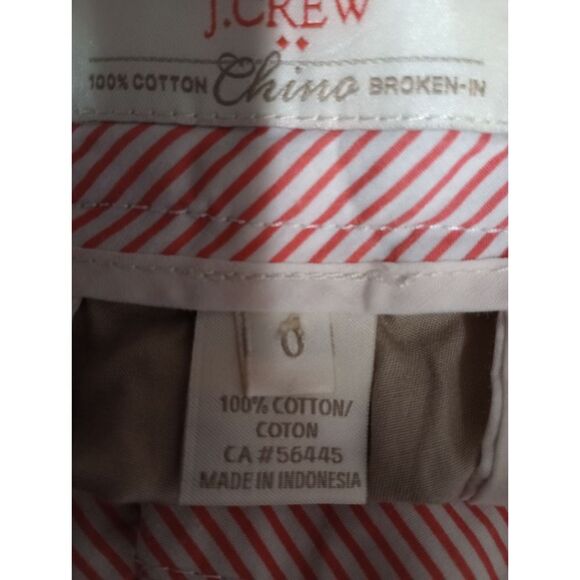 J.CREW
100% COTTON Chino BROKEN-IN
0
100% COTTON/
COTON
CA #56445
MADE IN INDONESIA